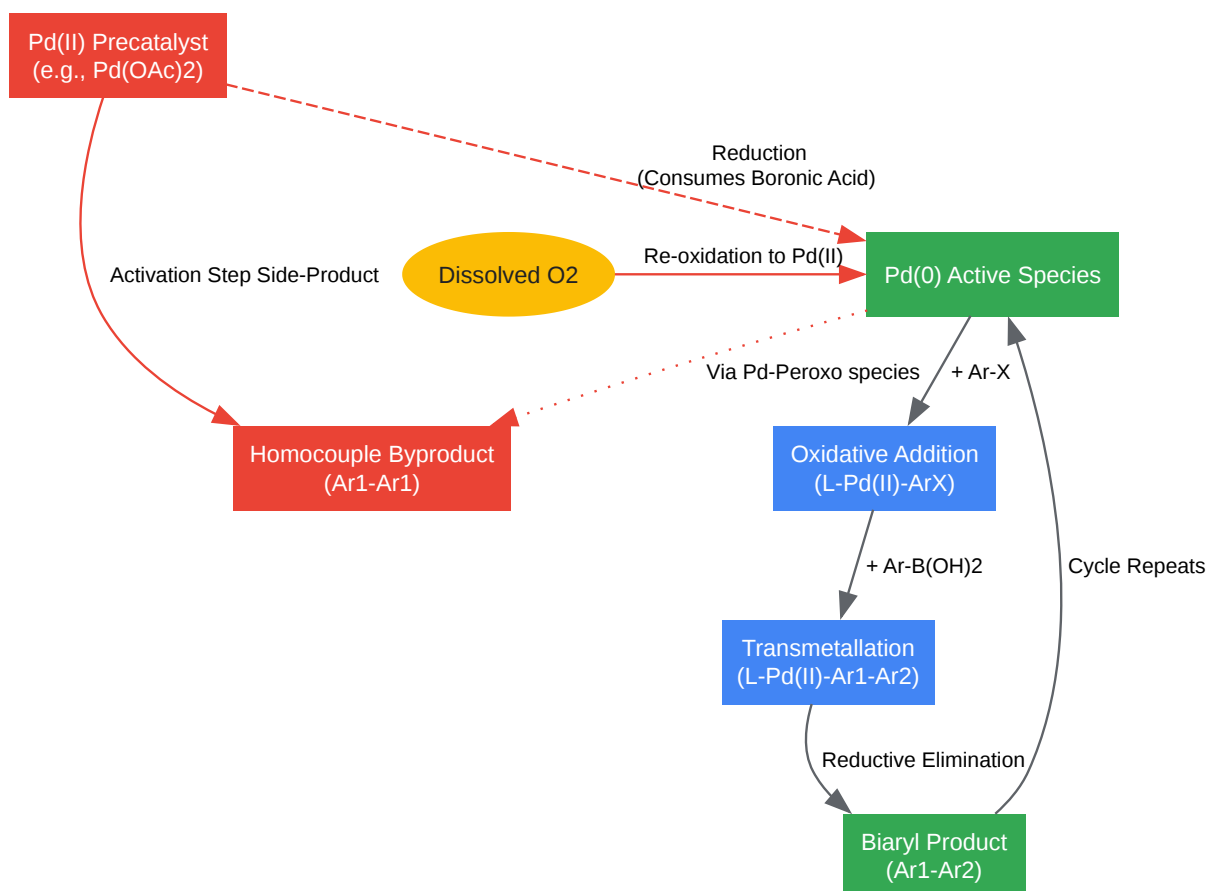 Pd(II) Precatalyst
(e.g., Pd(OAc)2)
Reduction
(Consumes Boronic Acid)
Activation Step Side-Product
Dissolved O2
Re-oxidation to Pd(II)
Pd(0) Active Species
Via Pd-Peroxo species
+ Ar-X
Homocouple Byproduct
(Ar1-Ar1)
Oxidative Addition
(L-Pd(II)-ArX)
+ Ar-B(OH)2
Cycle Repeats
Transmetallation
(L-Pd(II)-Ar1-Ar2)
Reductive Elimination
Biaryl Product
(Ar1-Ar2)